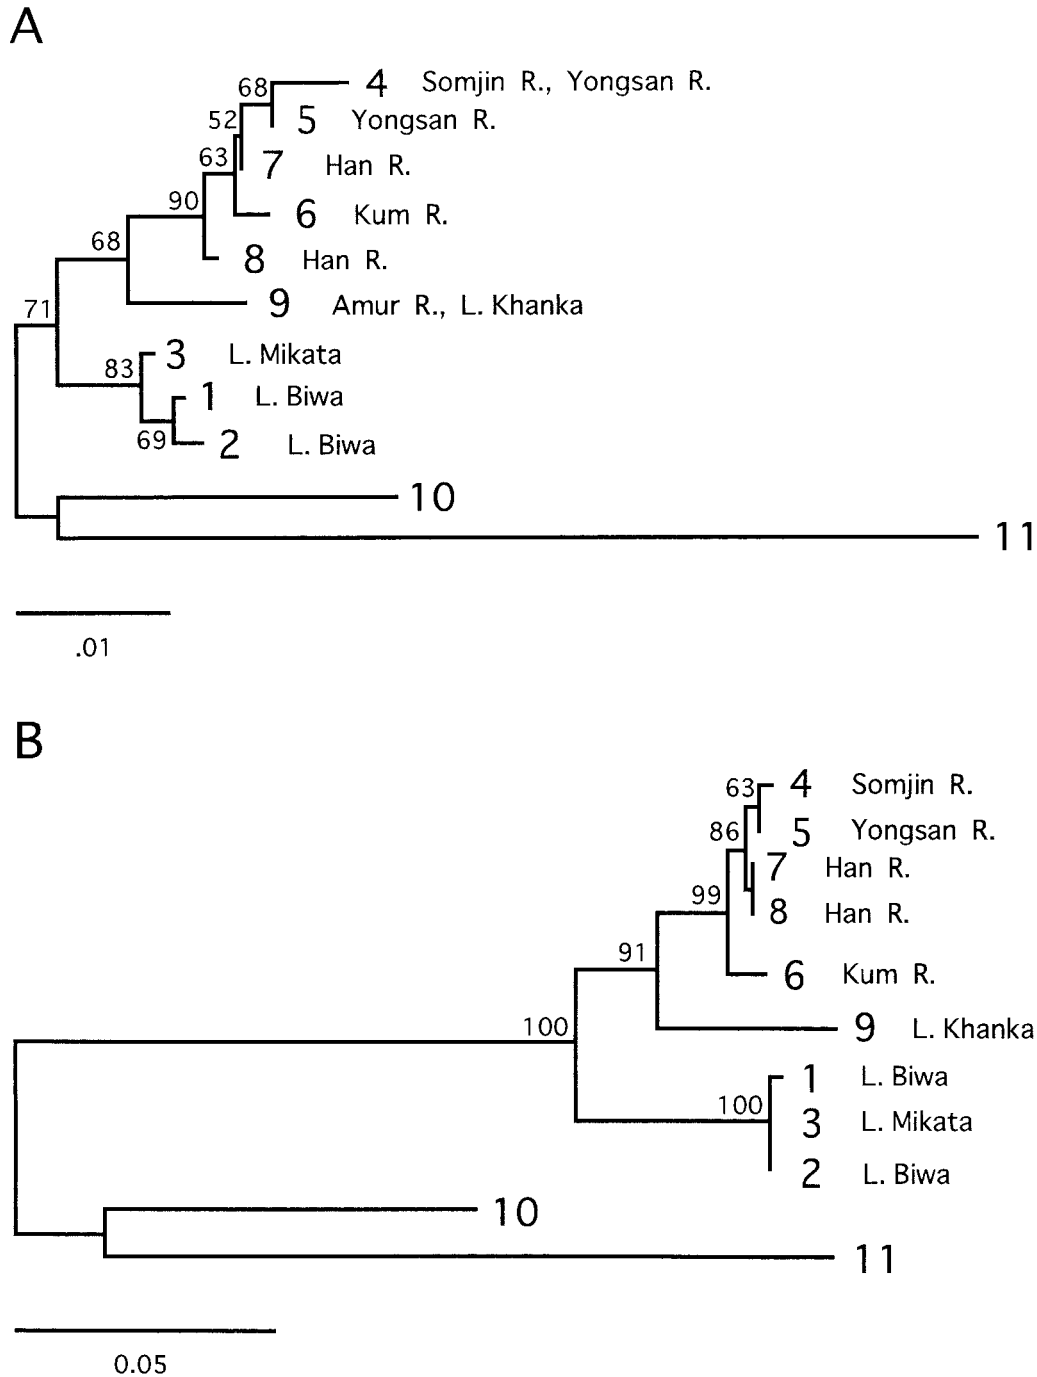 A
68 4 Somjin R., Yongsan R.
52 5 Yongsan R.
63 7 Han R.
90 6 Kum R.
68 8 Han R.
9 Amur R., L. Khanka
71
83 3 L. Mikata
1 L. Biwa
69 2 L. Biwa
10
11
.01
B
63 4 Somjin R.
86 5 Yongsan R.
7 Han R.
99 8 Han R.
91 6 Kum R.
100 9 L. Khanka
1 L. Biwa
100 3 L. Mikata
2 L. Biwa
10
11
0.05